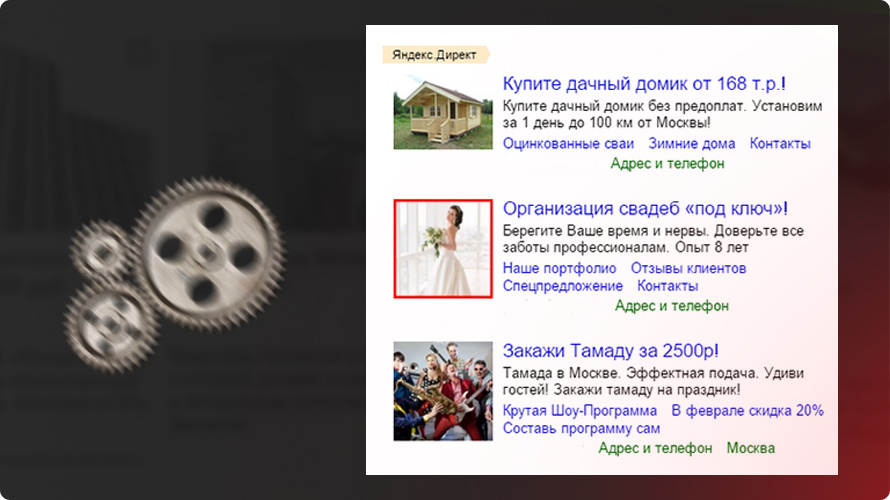 Яндекс.Директ
Купите дачный домик от 168 т.р.!
Купите дачный домик без предоплат. Установим
за 1 день до 100 км от Москвы!
Оцинкованные сваи Зимние дома Контакты
Адрес и телефон
Организация свадеб «под ключ»!
Берегите Ваше время и нервы. Доверьте все
заботы профессионалам. Опыт 8 лет
Наше портфолио Отзывы клиентов
Спецпредложение Контакты
Адрес и телефон
Закажи Тамаду за 2500р!
Тамада в Москве. Эффектная подача. Удиви
гостей! Закажи тамаду на праздник!
Крутая Шоу-Программа В феврале скидка 20%
Составь программу сам
Адрес и телефон Москва